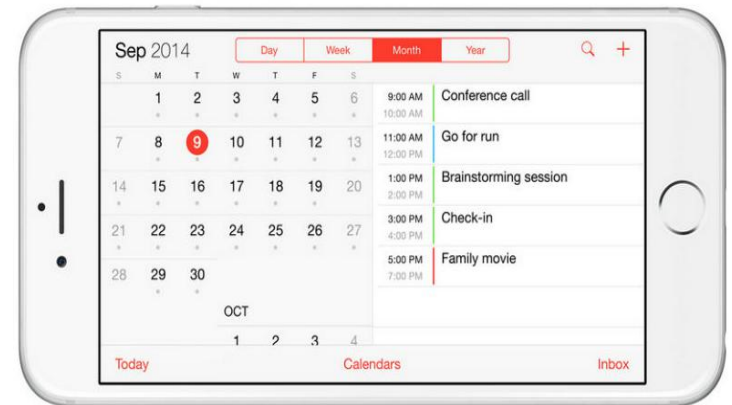 Sep 2014 Day Week Month Year
S M T W T F S
1 2 3 4 5 6
7 8 9 10 11 12 13
14 15 16 17 18 19 20
21 22 23 24 25 26 27
28 29 30
OCT
1 2 3 4
9:00 AM Conference call
10:00 AM
11:00 AM Go for run
12:00 PM
1:00 PM Brainstorming session
2:00 PM
3:00 PM Check-in
4:00 PM
5:00 PM Family movie
7:00 PM
Today Calendars Inbox